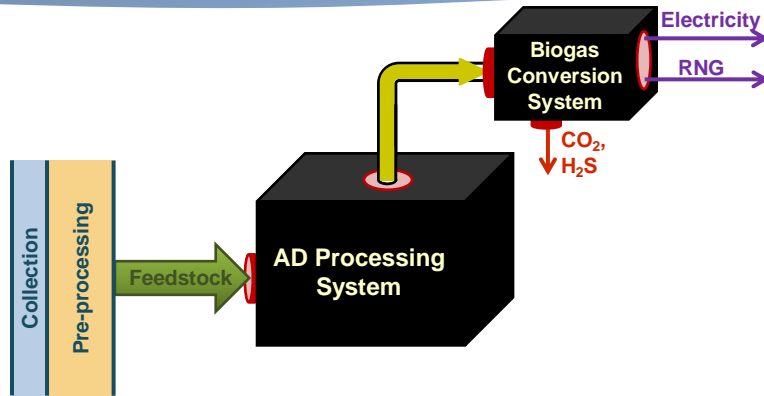 Collection
Pre-processing
Feedstock
AD Processing
System
Biogas
Conversion
System
Electricity
RNG
CO₂,
H₂S